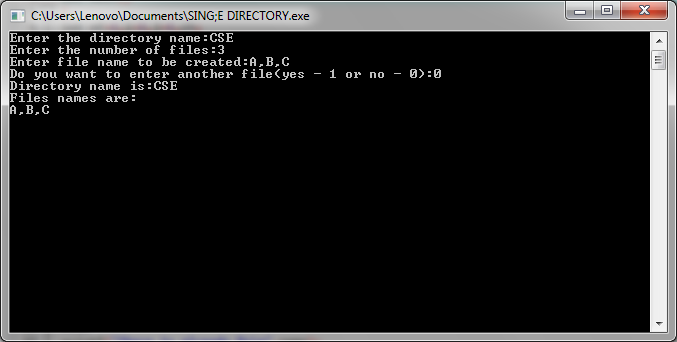 C:\Users\Lenovo\Documents\SING;E DIRECTORY.exe
Enter the directory name:CSE
Enter the number of files:3
Enter file name to be created:A,B,C
Do you want to enter another file(yes - 1 or no - 0):0
Directory name is:CSE
Files names are:
A,B,C